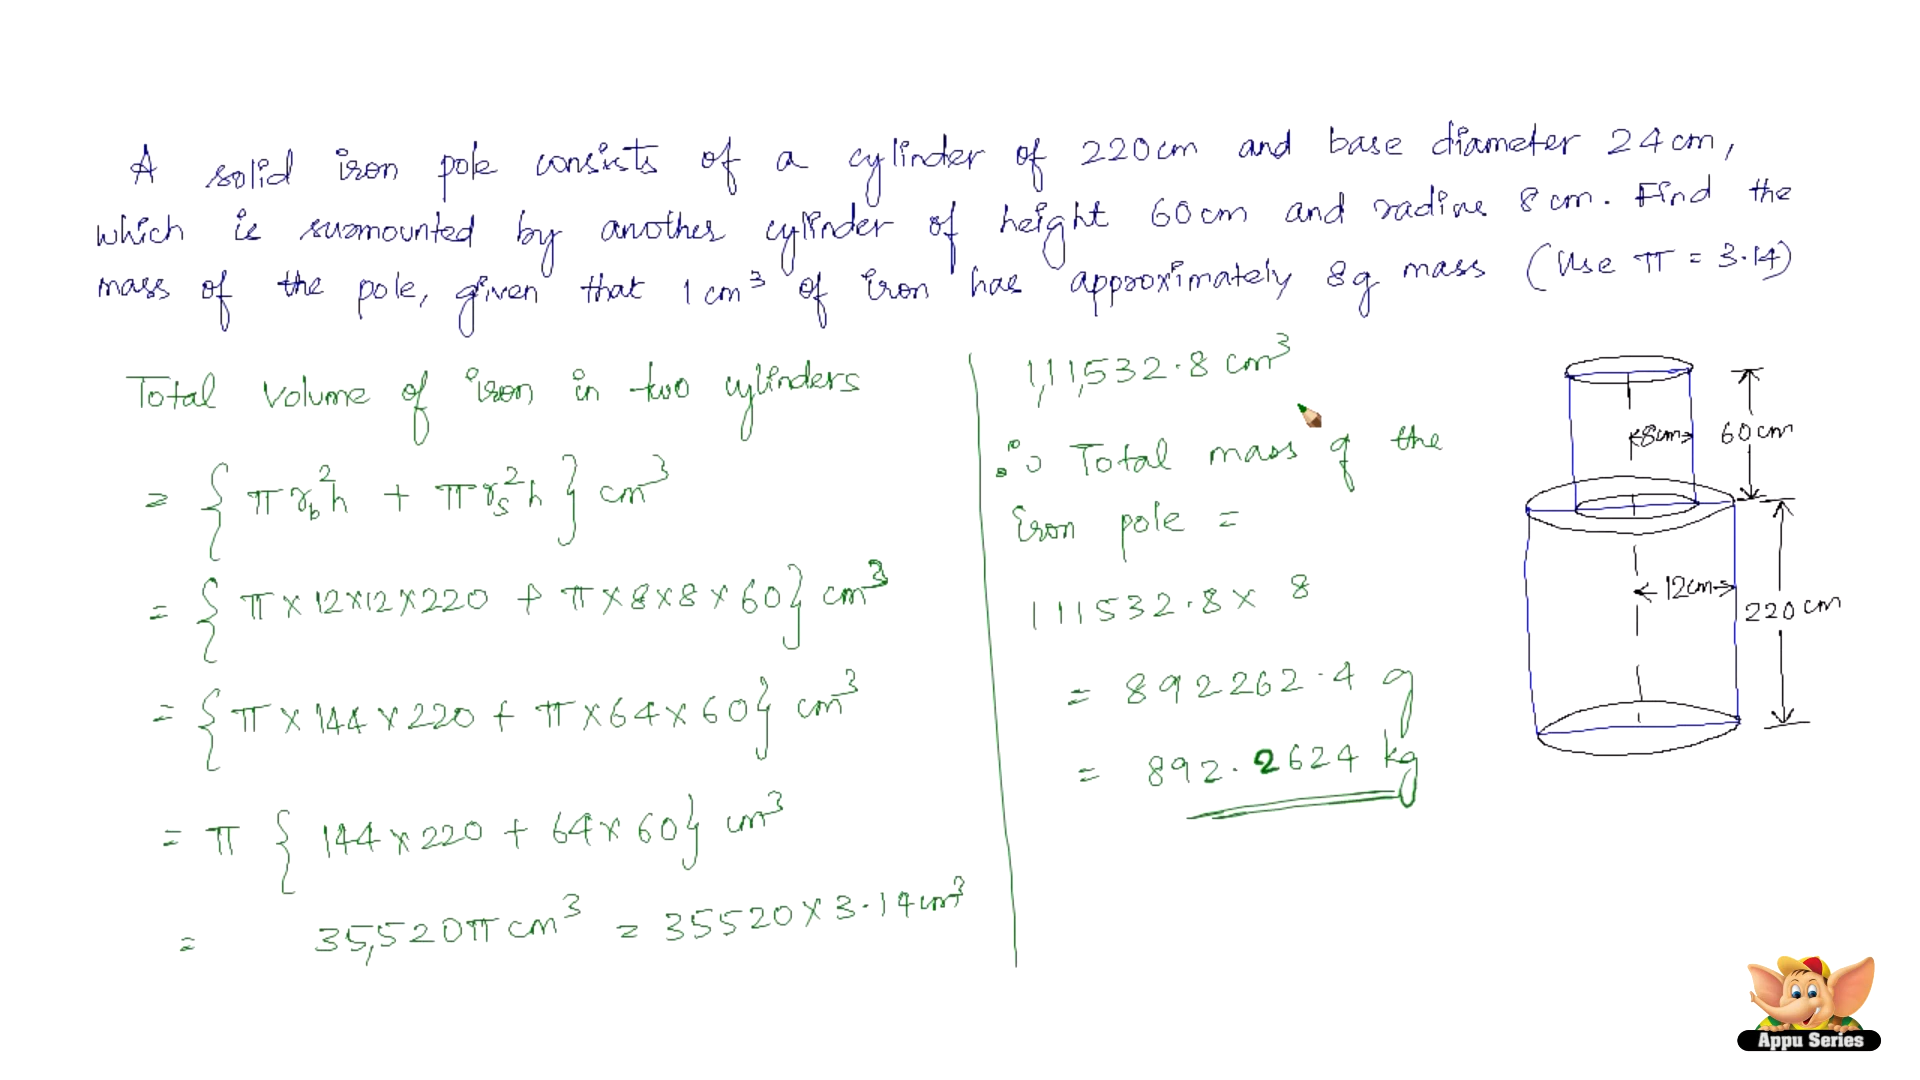 A solid iron pole consists of a cylinder of 220cm and base diameter 24cm,
which is surmounted by another cylinder of height 60cm and radius 8cm. Find the
mass of the pole, given that 1cm³ of iron has approximately 8g mass (Use π = 3.14)
Total Volume of iron in two cylinders
= { πr_b²h + πr_s²h } cm³
= { π×12×12×220 + π×8×8×60} cm³
= { π×144×220 + π×64×60} cm³
= π { 144×220 + 64×60} cm³
= 35,520π cm³ = 35520×3.14cm³
1,11,532.8 cm³
∴ Total mass of the
iron pole =
111532.8× 8
= 892262.4 g
= 892.2624 kg
8cm
60cm
12cm
220cm
Appu Series